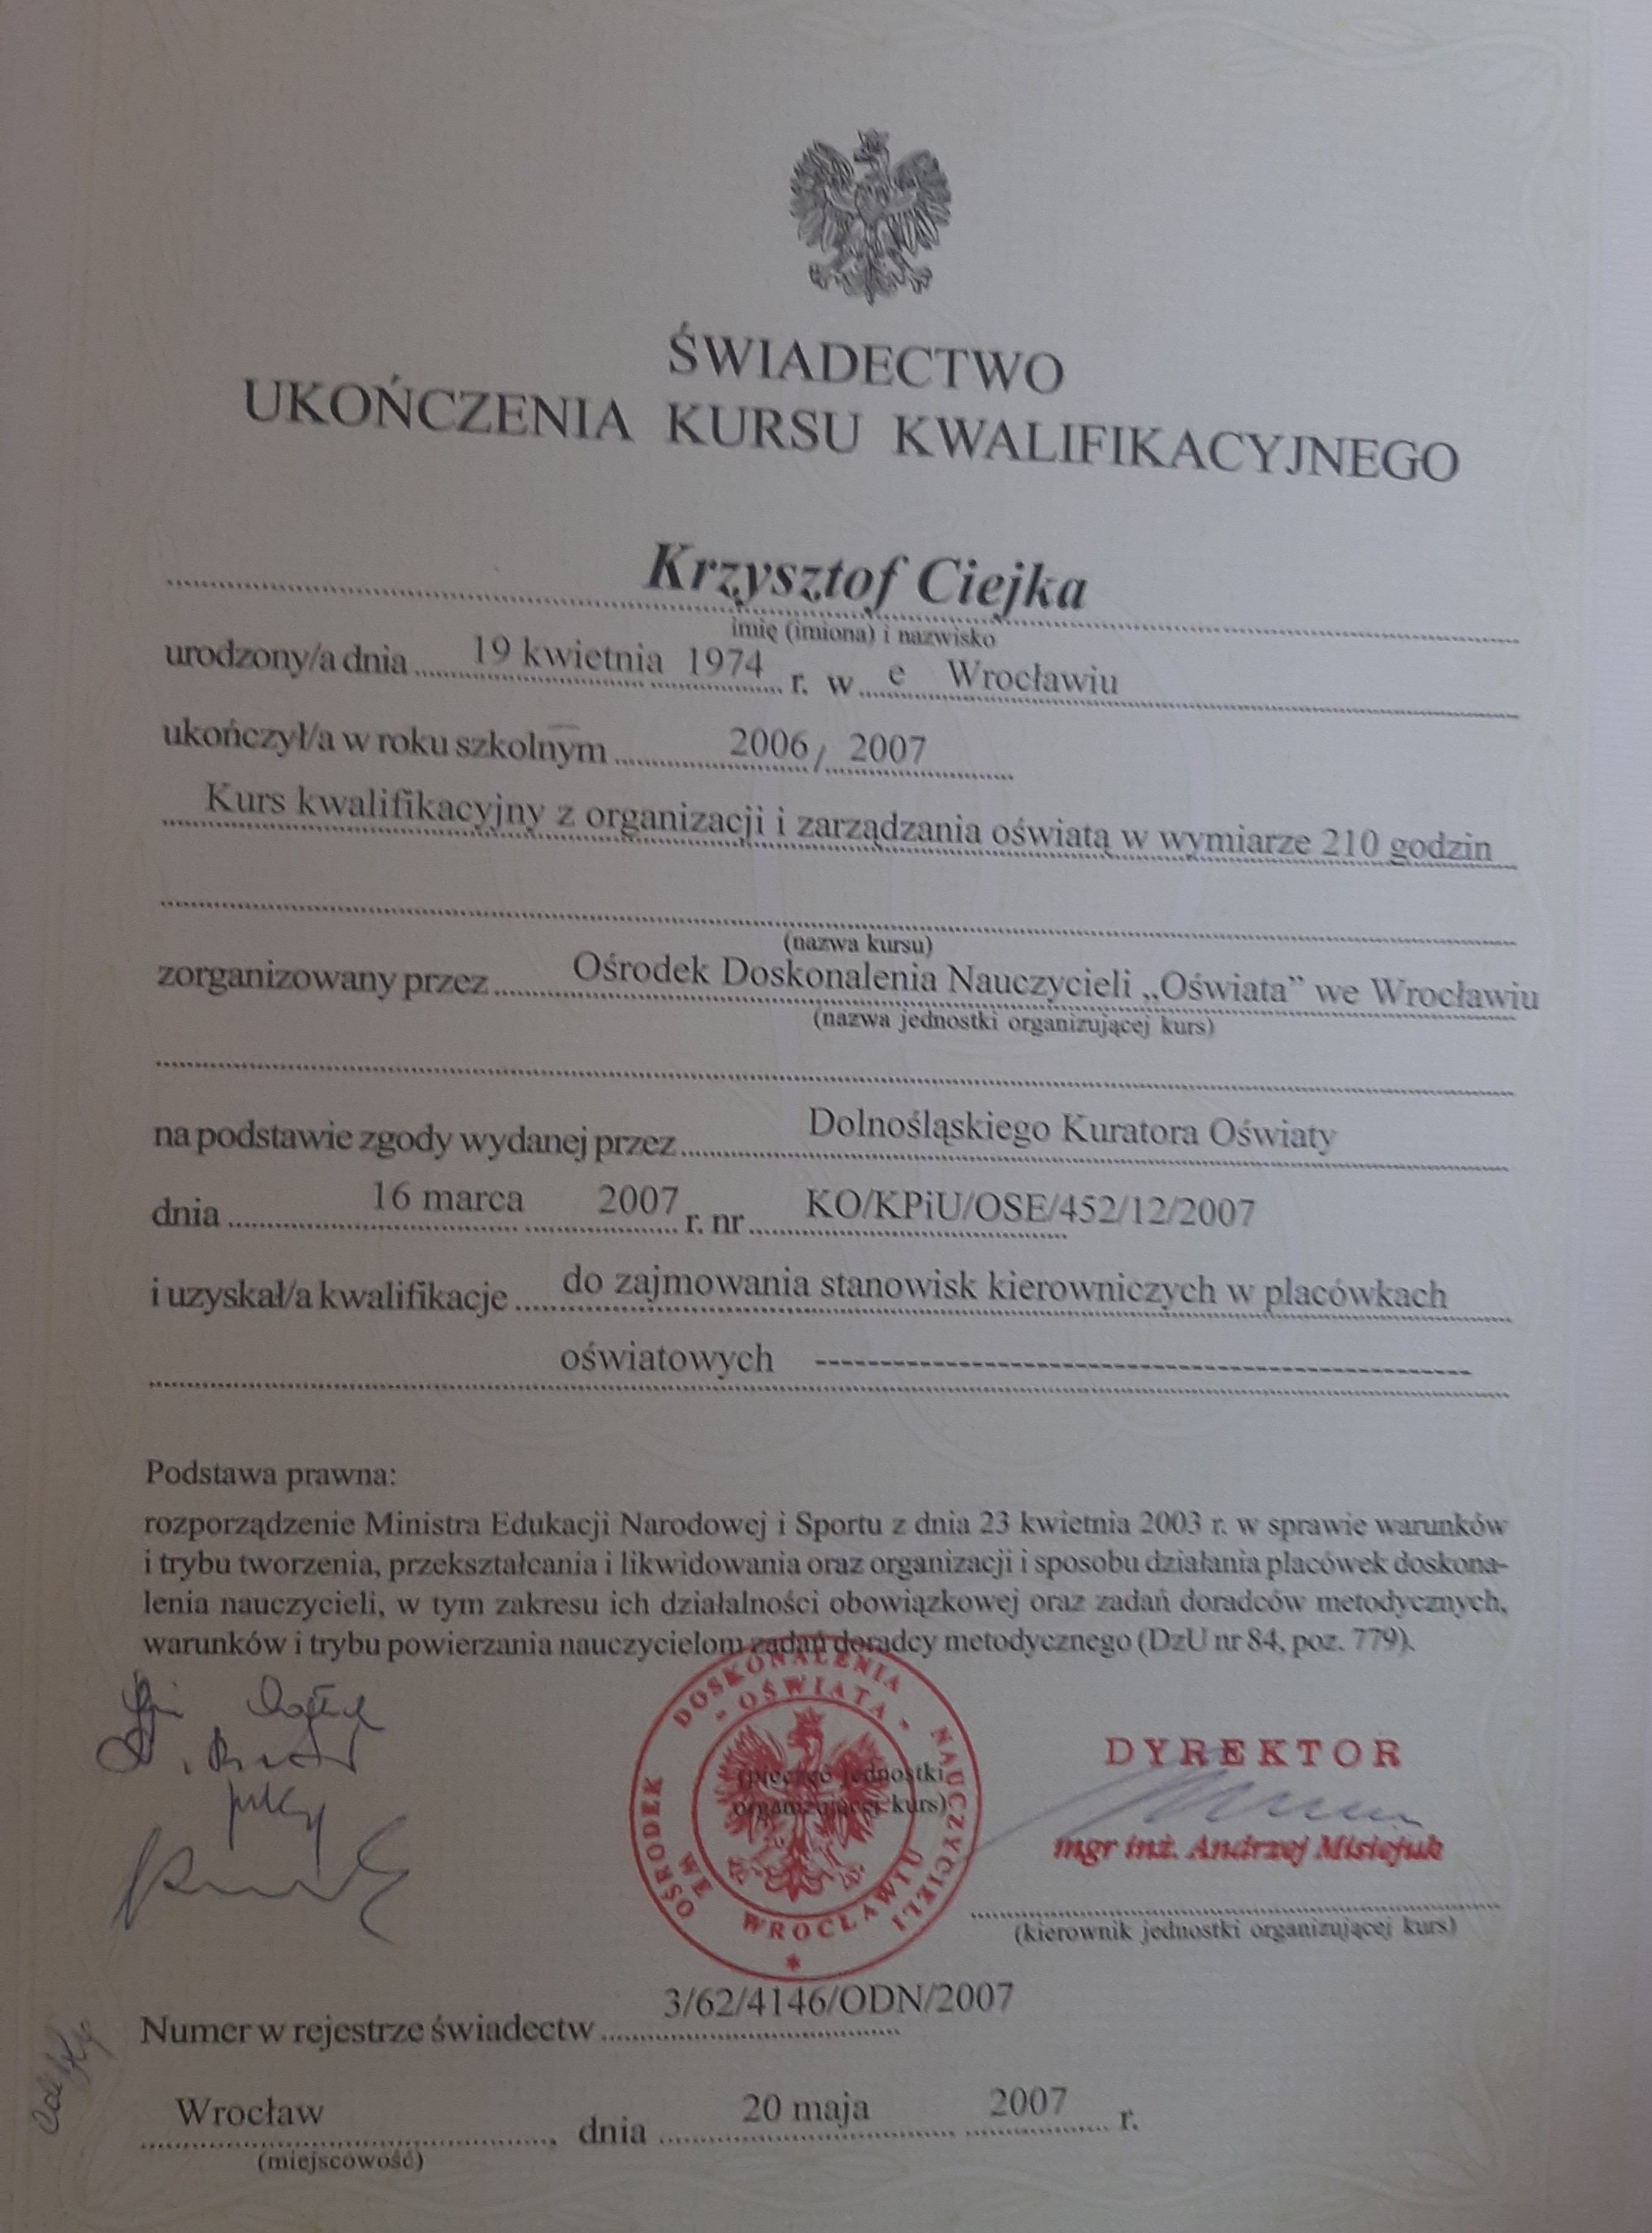 ŚWIADECTWO
UKOŃCZENIA KURSU KWALIFIKACYJNEGO
Krzysztof Ciejka
imię (imiona) i nazwisko
urodzony/a dnia 19 kwietnia 1974 r. w e Wrocławiu
ukończył/a w roku szkolnym 2006 / 2007
Kurs kwalifikacyjny z organizacji i zarządzania oświatą w wymiarze 210 godzin
(nazwa kursu)
zorganizowany przez Ośrodek Doskonalenia Nauczycieli „Oświata” we Wrocławiu
(nazwa jednostki organizującej kurs)
na podstawie zgody wydanej przez Dolnośląskiego Kuratora Oświaty
dnia 16 marca 2007 r. nr KO/KPiU/OSE/452/12/2007
i uzyskał/a kwalifikacje do zajmowania stanowisk kierowniczych w placówkach
oświatowych
Podstawa prawna:
rozporządzenie Ministra Edukacji Narodowej i Sportu z dnia 23 kwietnia 2003 r. w sprawie warunków
i trybu tworzenia, przekształcania i likwidowania oraz organizacji i sposobu działania placówek doskona-
lenia nauczycieli, w tym zakresu ich działalności obowiązkowej oraz zadań doradców metodycznych,
warunków i trybu powierzania nauczycielom zadań doradcy metodycznego (DzU nr 84, poz. 779).
OŚRODEK DOSKONALENIA NAUCZYCIELI
- OŚWIATA -
WE WROCŁAWIU
(pieczęć jednostki
organizującej kurs)
DYREKTOR
mgr inż. Andrzej Misiejuk
(kierownik jednostki organizującej kurs)
Numer w rejestrze świadectw 3/62/4146/ODN/2007
Wrocław, dnia 20 maja 2007 r.
(miejscowość)